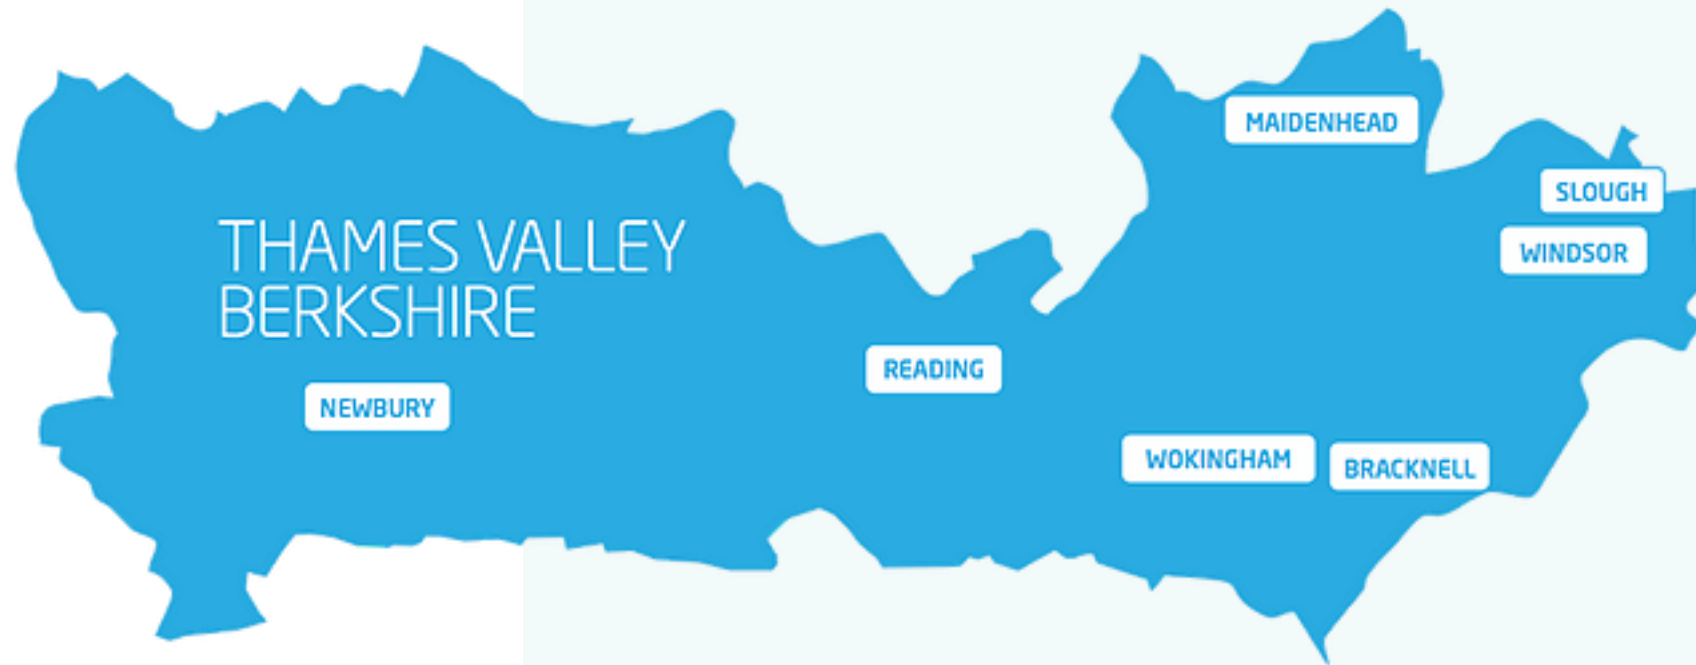 MAIDENHEAD
SLOUGH
THAMES VALLEY
BERKSHIRE
WINDSOR
READING
NEWBURY
WOKINGHAM
BRACKNELL